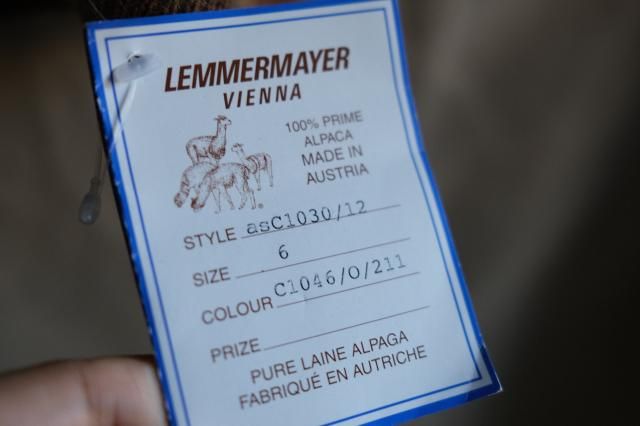 LEMMERMAYER
VIENNA
100% PRIME
ALPACA
MADE IN
AUSTRIA
STYLE asC1030/12
SIZE 6
COLOUR C1046/O/211
PRIZE
PURE LAINE ALPAGA
FABRIQUÉ EN AUTRICHE